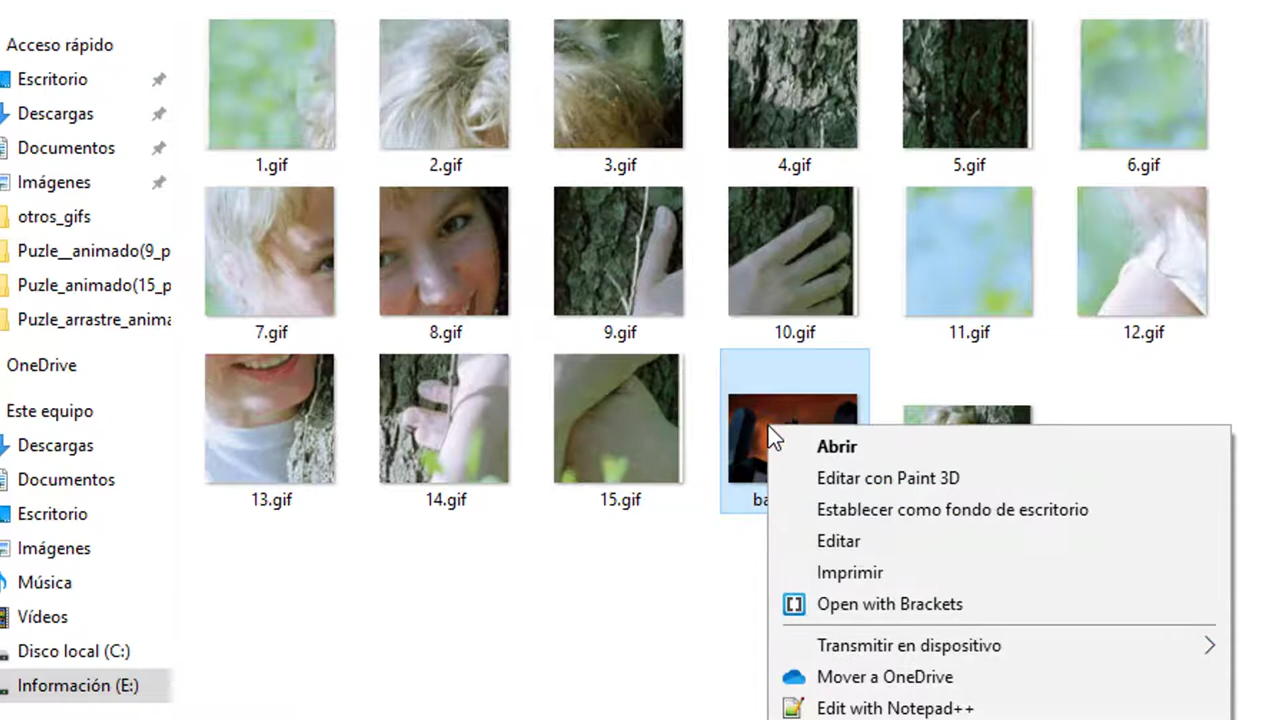 Acceso rápido
Escritorio
Descargas
Documentos
Imágenes
otros_gifs
Puzle__animado(9_p
Puzle_animado(15_p
Puzle_arrastre_anima
OneDrive
Este equipo
Descargas
Documentos
Escritorio
Imágenes
Música
Vídeos
Disco local (C:)
Información (E:)
1.gif
2.gif
3.gif
4.gif
5.gif
6.gif
7.gif
8.gif
9.gif
10.gif
11.gif
12.gif
13.gif
14.gif
15.gif
ba
Abrir
Editar con Paint 3D
Establecer como fondo de escritorio
Editar
Imprimir
Open with Brackets
Transmitir en dispositivo
Mover a OneDrive
Edit with Notepad++